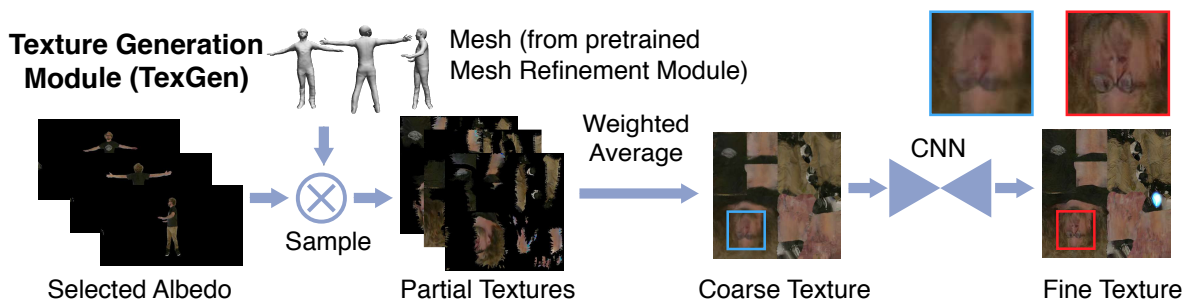 Texture Generation
Module (TexGen)
Mesh (from pretrained
Mesh Refinement Module)
Weighted
Average
CNN
Sample
Selected Albedo
Partial Textures
Coarse Texture
Fine Texture